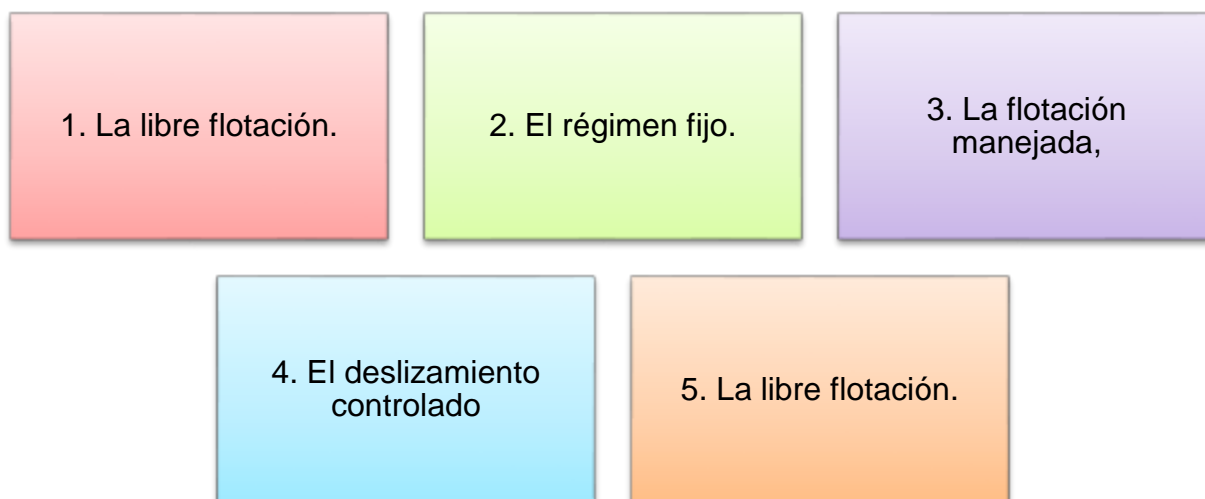 1. La libre flotación.
2. El régimen fijo.
3. La flotación
manejada,
4. El deslizamiento
controlado
5. La libre flotación.